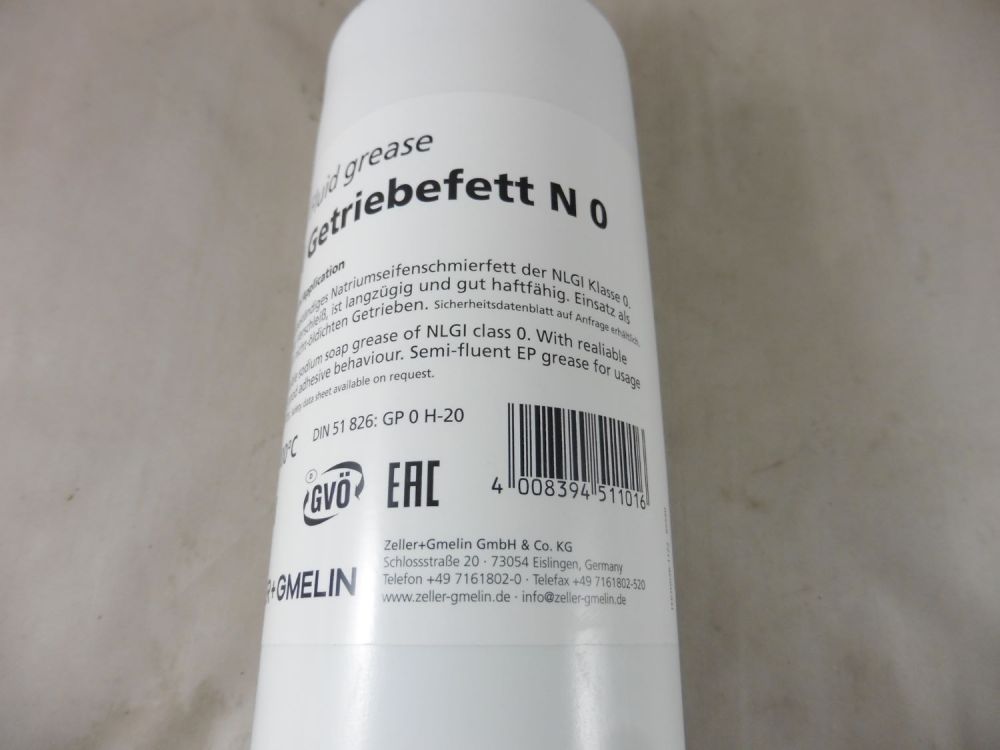 fluid grease
Getriebefett N 0
Application
Natriumseifenschmierfett der NLGI Klasse 0.
ist langzügig und gut haftfähig. Einsatz als
Getrieben. Sicherheitsdatenblatt auf Anfrage erhältlich.
sodium soap grease of NLGI class 0. With realiable
adhesive behaviour. Semi-fluent EP grease for usage
data sheet available on request.
°C DIN 51 826: GP 0 H-20
® GVÖ EAC
4 008394 511016
Zeller+Gmelin GmbH & Co. KG
Schlossstraße 20 · 73054 Eislingen, Germany
Telefon +49 7161802-0 · Telefax +49 7161802-520
www.zeller-gmelin.de · info@zeller-gmelin.de
R+GMELIN